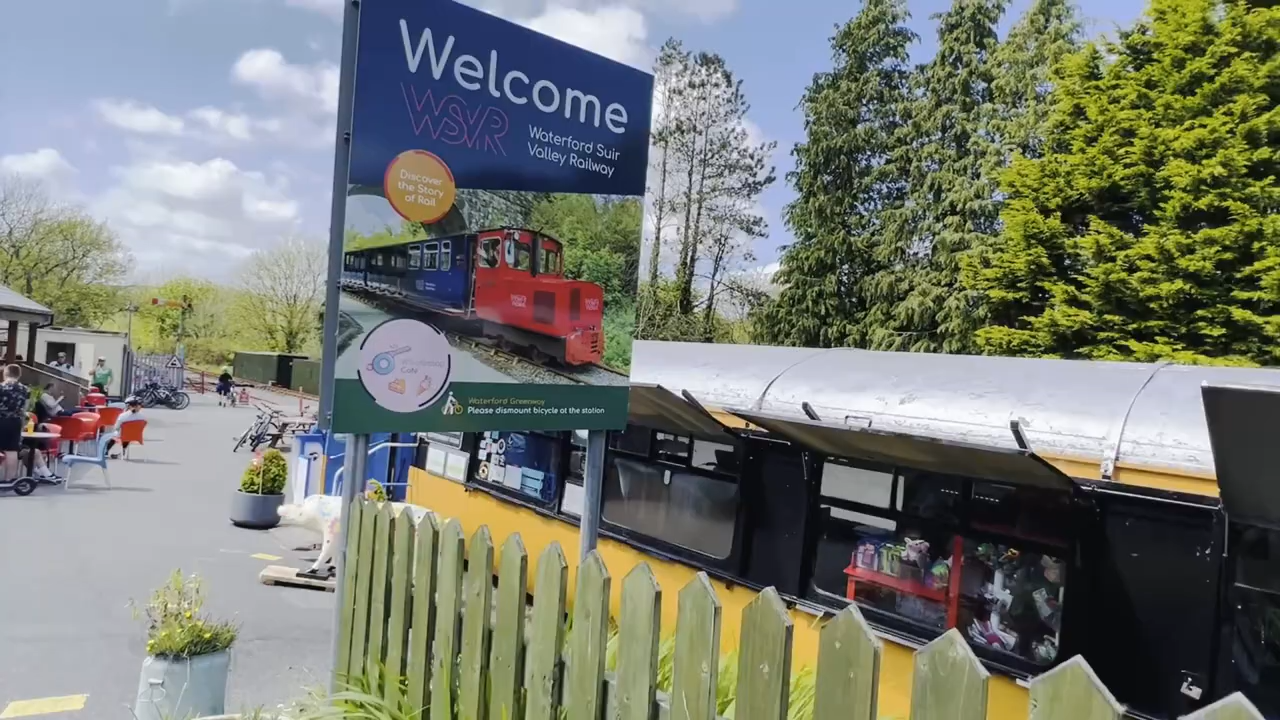 Welcome
WSVR
Waterford Suir
Valley Railway
Discover
the Story
of Rail
Café
Waterford Greenway
Please dismount bicycle at the station